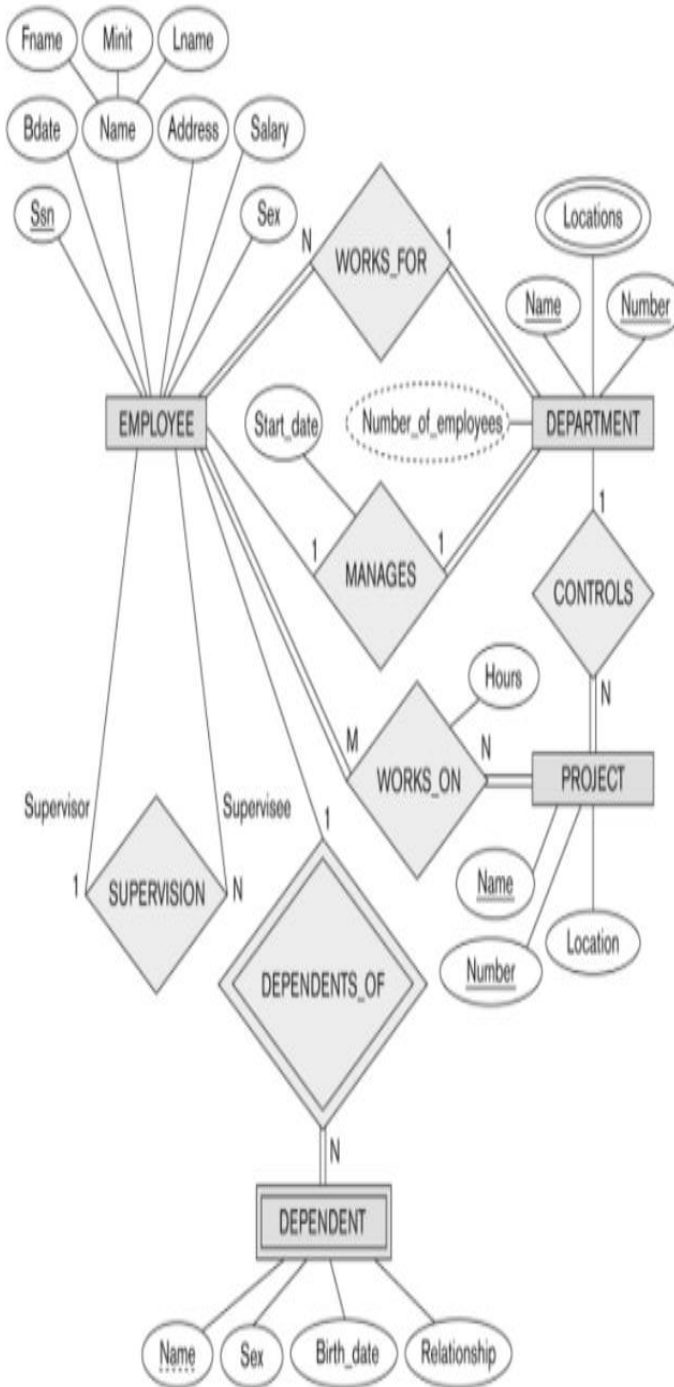 Fname Minit Lname
Bdate Name Address Salary
Ssn Sex
Locations
N WORKS_FOR 1
Name Number
EMPLOYEE Start_date Number_of_employees DEPARTMENT
1 MANAGES 1
1
CONTROLS
N
Hours
M WORKS_ON N PROJECT
Supervisor Supervisee
1 SUPERVISION N
1
Name
Number Location
DEPENDENTS_OF
N
DEPENDENT
Name Sex Birth_date Relationship